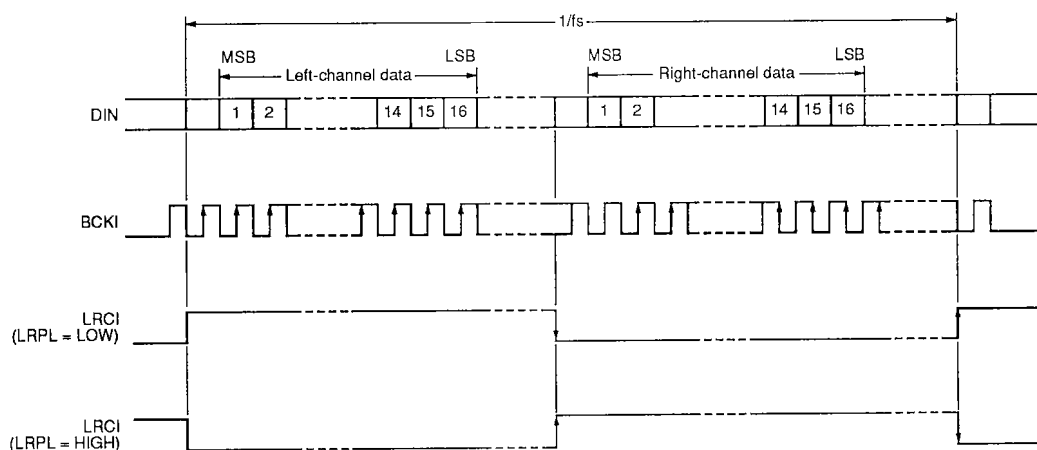 1/fs
MSB LSB MSB LSB
Left-channel data Right-channel data
DIN 1 2 14 15 16 1 2 14 15 16
BCKI
LRCI
(LRPL = LOW)
LRCI
(LRPL = HIGH)